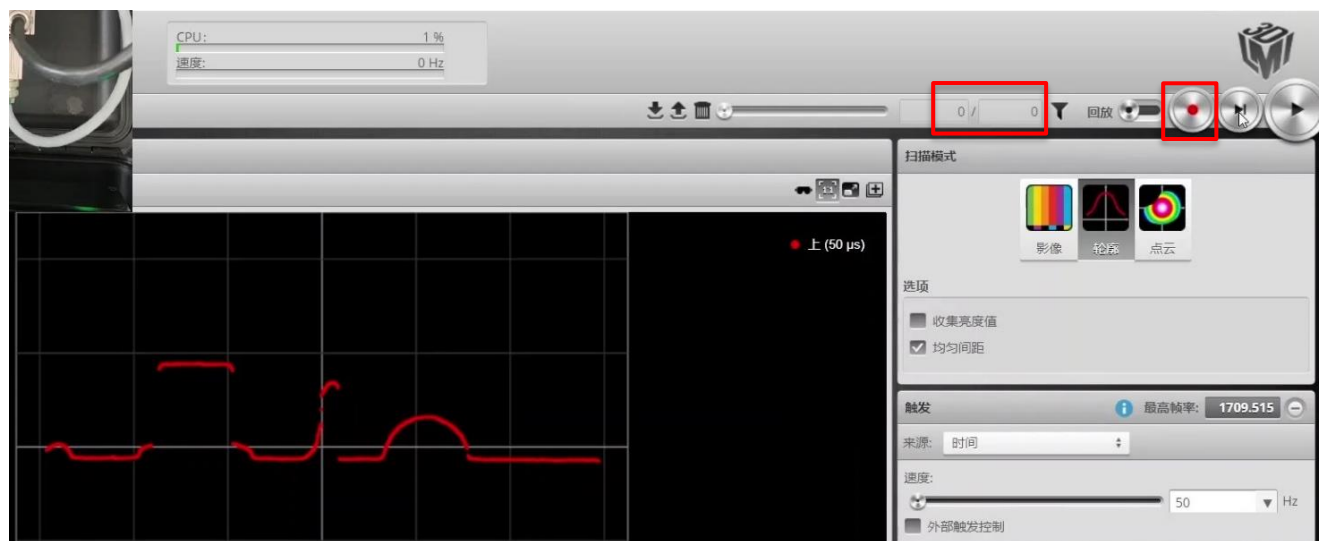 CPU: 1 %
速度: 0 Hz
3D
LMI
0 / 0 回放
扫描模式
上 (50 µs)
影像 轮廓 点云
选项
收集亮度值
均匀间距
触发 最高帧率: 1709.515
来源: 时间
速度:
50 Hz
外部触发控制